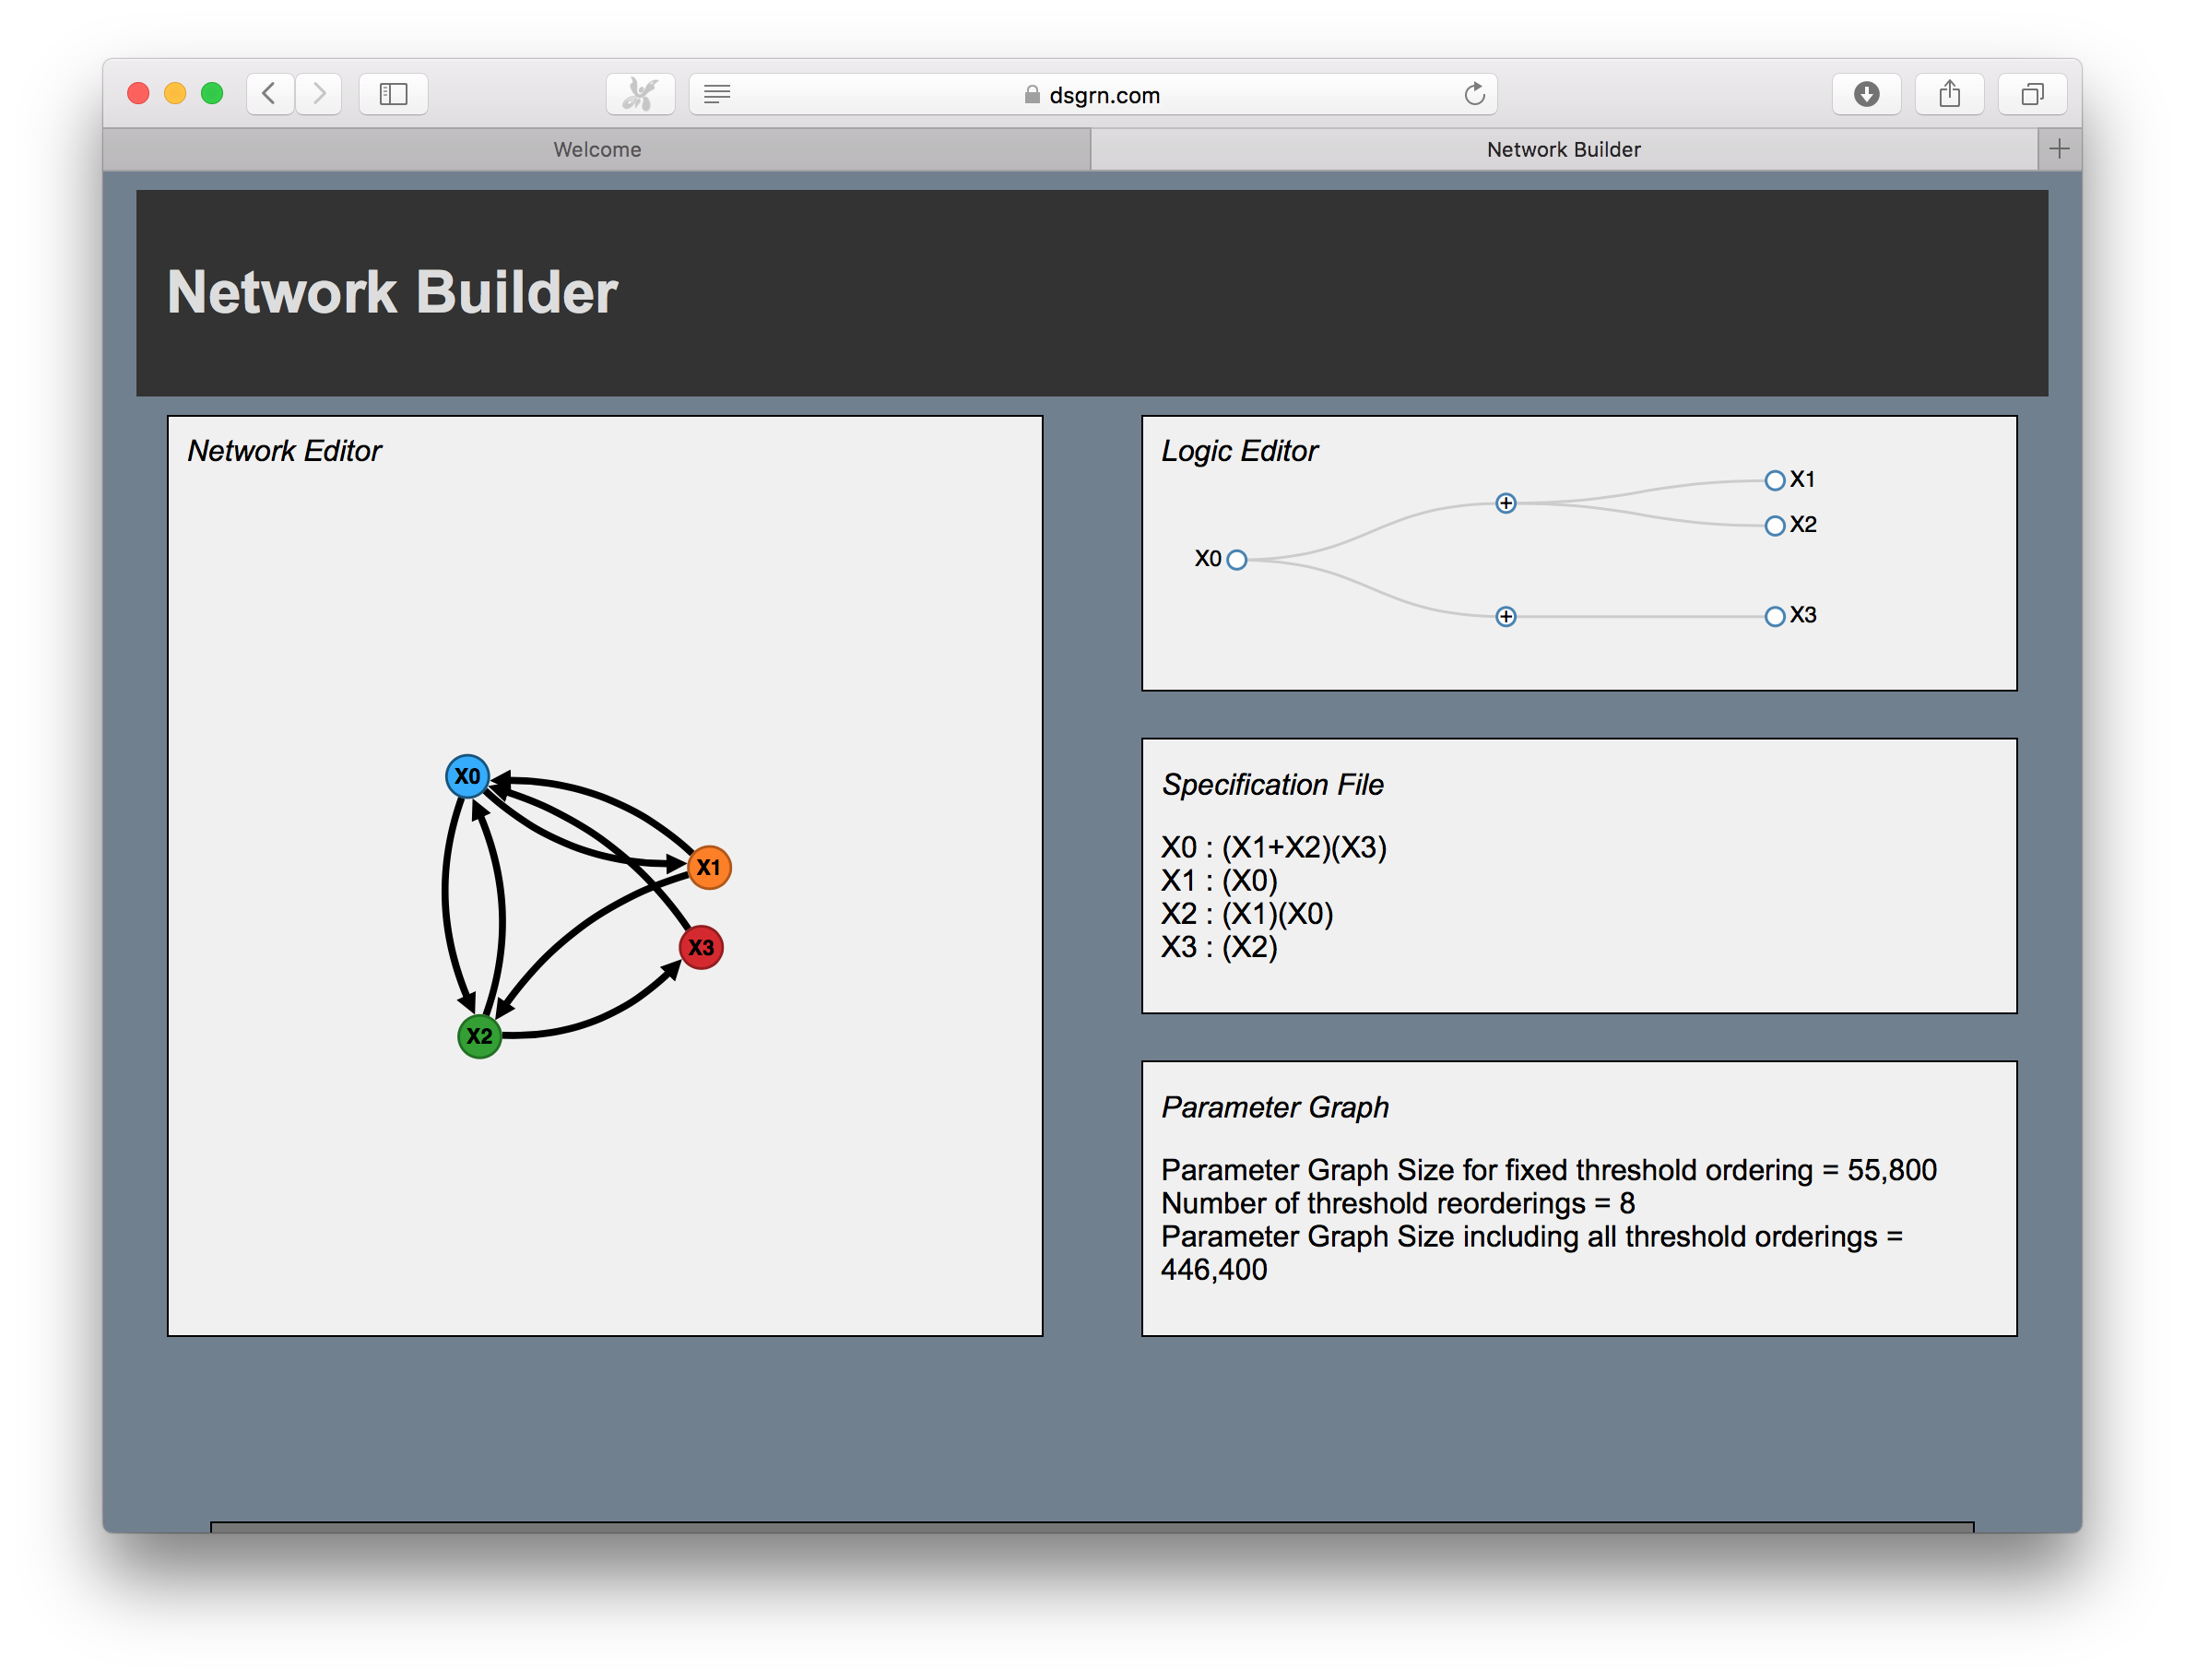 dsgrn.com
Welcome
Network Builder
Network Builder
Network Editor
X0
X1
X3
X2
Logic Editor
X1
X2
X0
X3
+
+
Specification File
X0 : (X1+X2)(X3)
X1 : (X0)
X2 : (X1)(X0)
X3 : (X2)
Parameter Graph
Parameter Graph Size for fixed threshold ordering = 55,800
Number of threshold reorderings = 8
Parameter Graph Size including all threshold orderings =
446,400